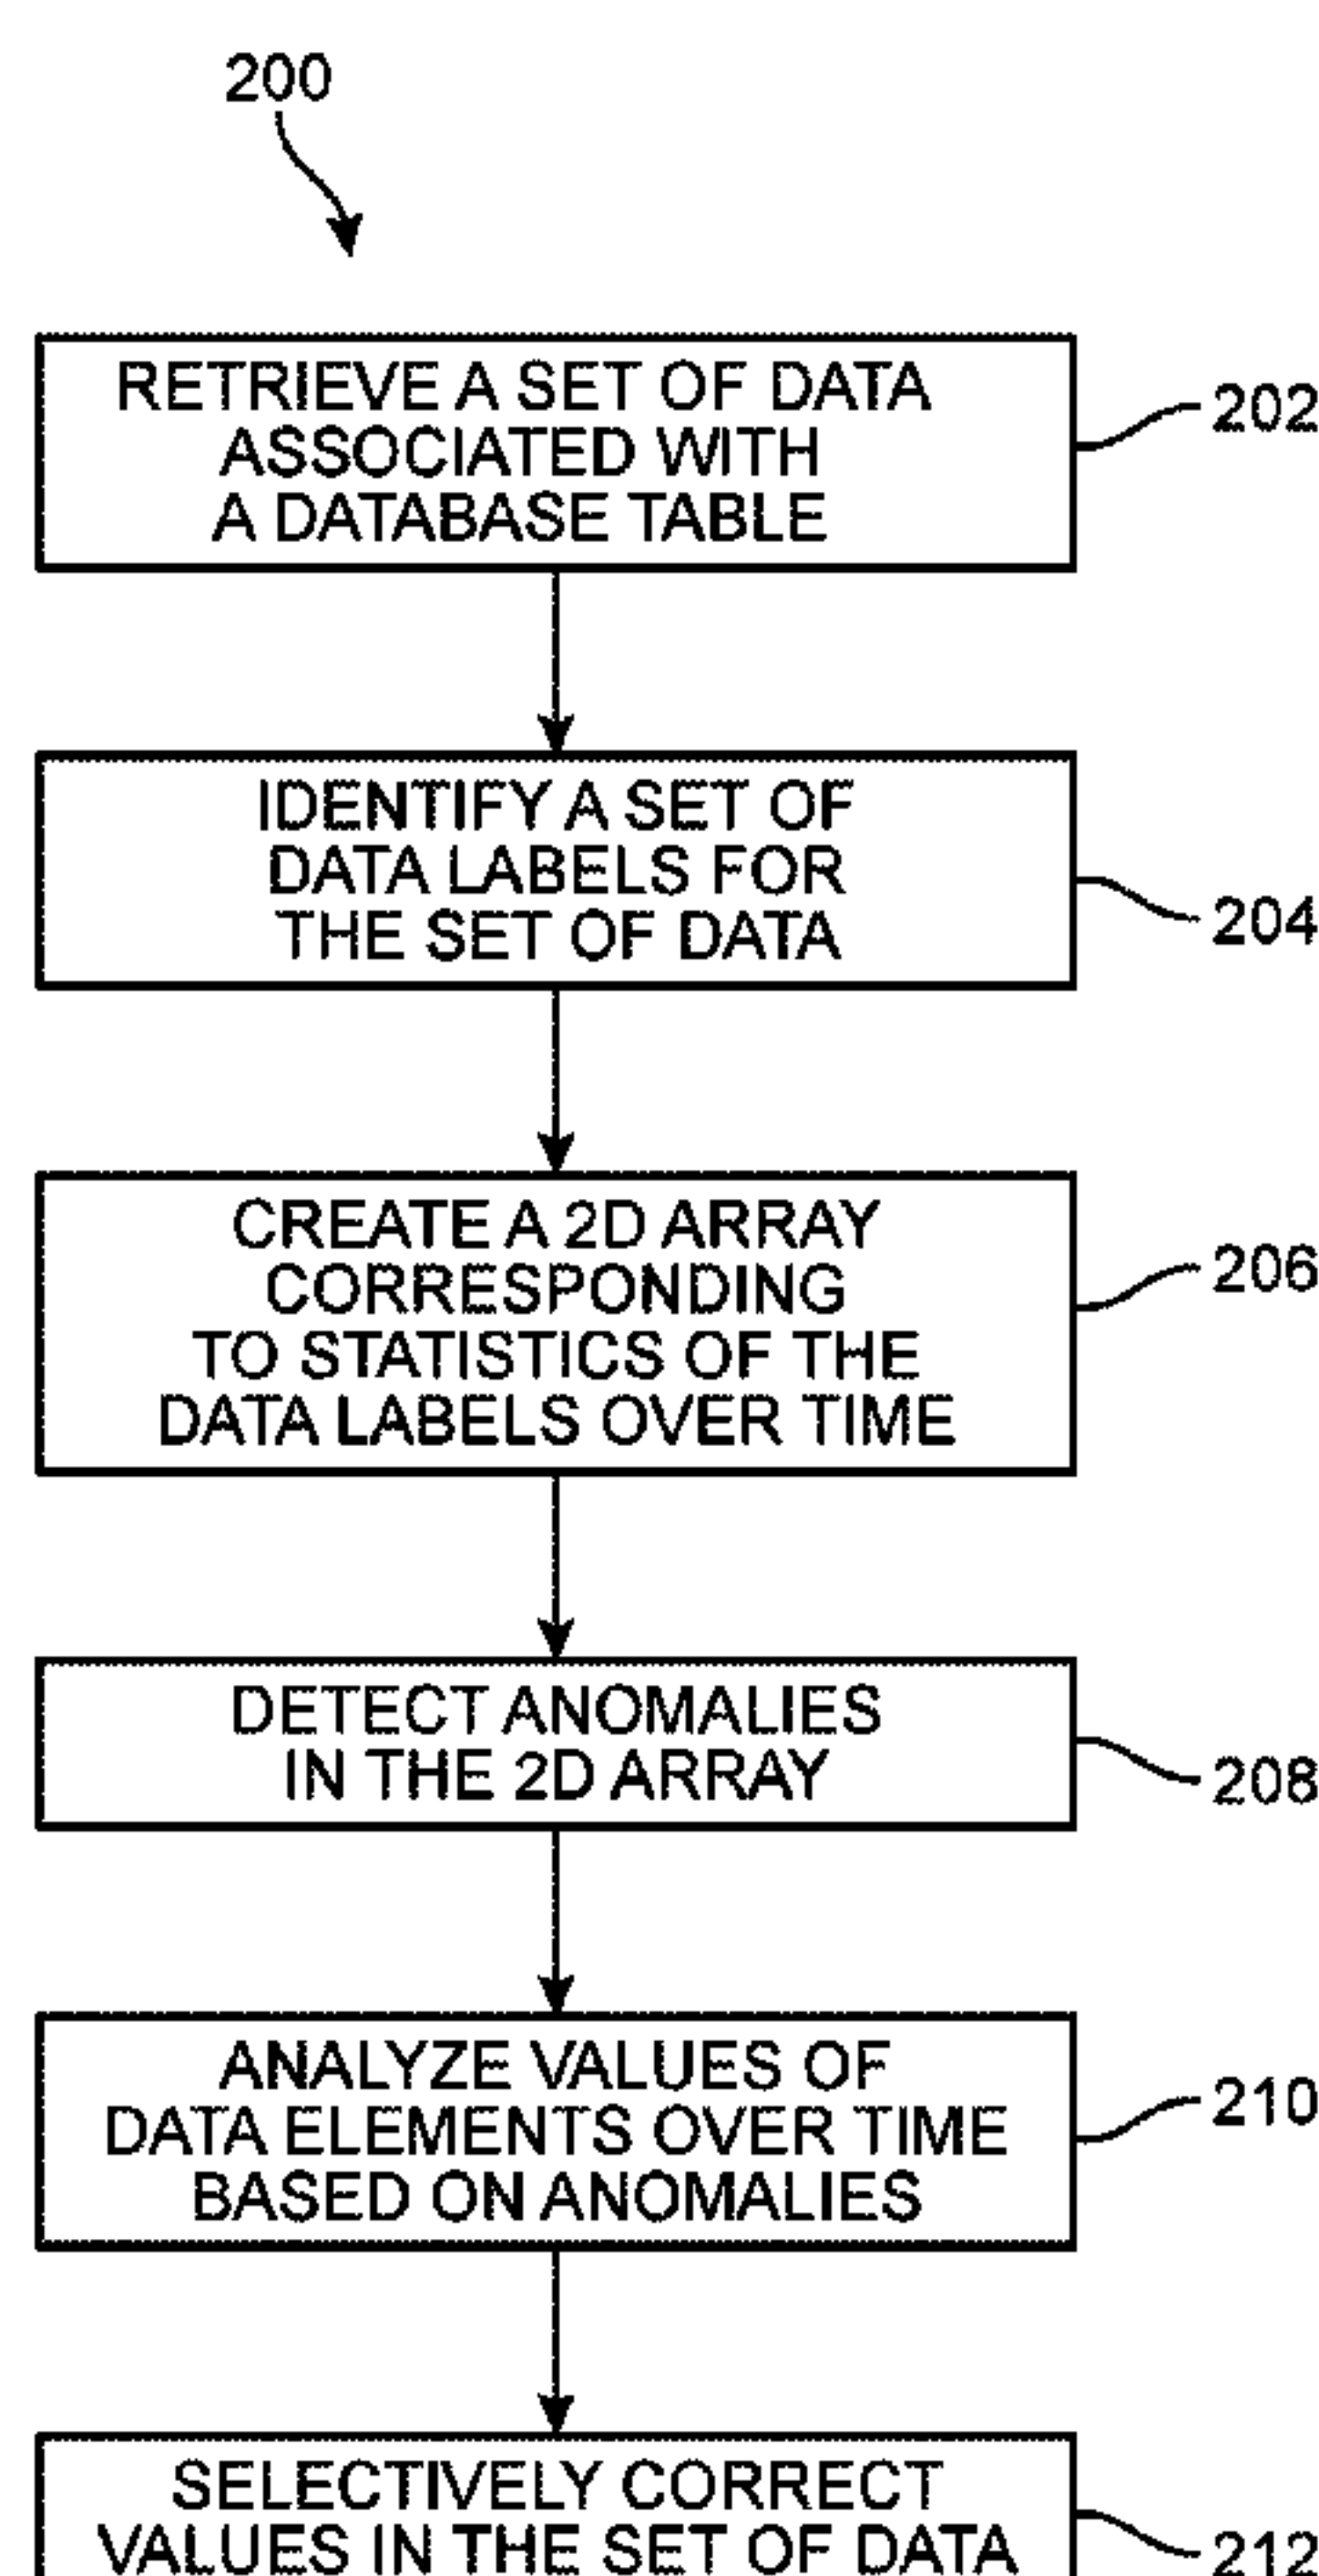 200
RETRIEVE A SET OF DATA
ASSOCIATED WITH
A DATABASE TABLE
202
IDENTIFY A SET OF
DATA LABELS FOR
THE SET OF DATA
204
CREATE A 2D ARRAY
CORRESPONDING
TO STATISTICS OF THE
DATA LABELS OVER TIME
206
DETECT ANOMALIES
IN THE 2D ARRAY
208
ANALYZE VALUES OF
DATA ELEMENTS OVER TIME
BASED ON ANOMALIES
210
SELECTIVELY CORRECT
VALUES IN THE SET OF DATA
212